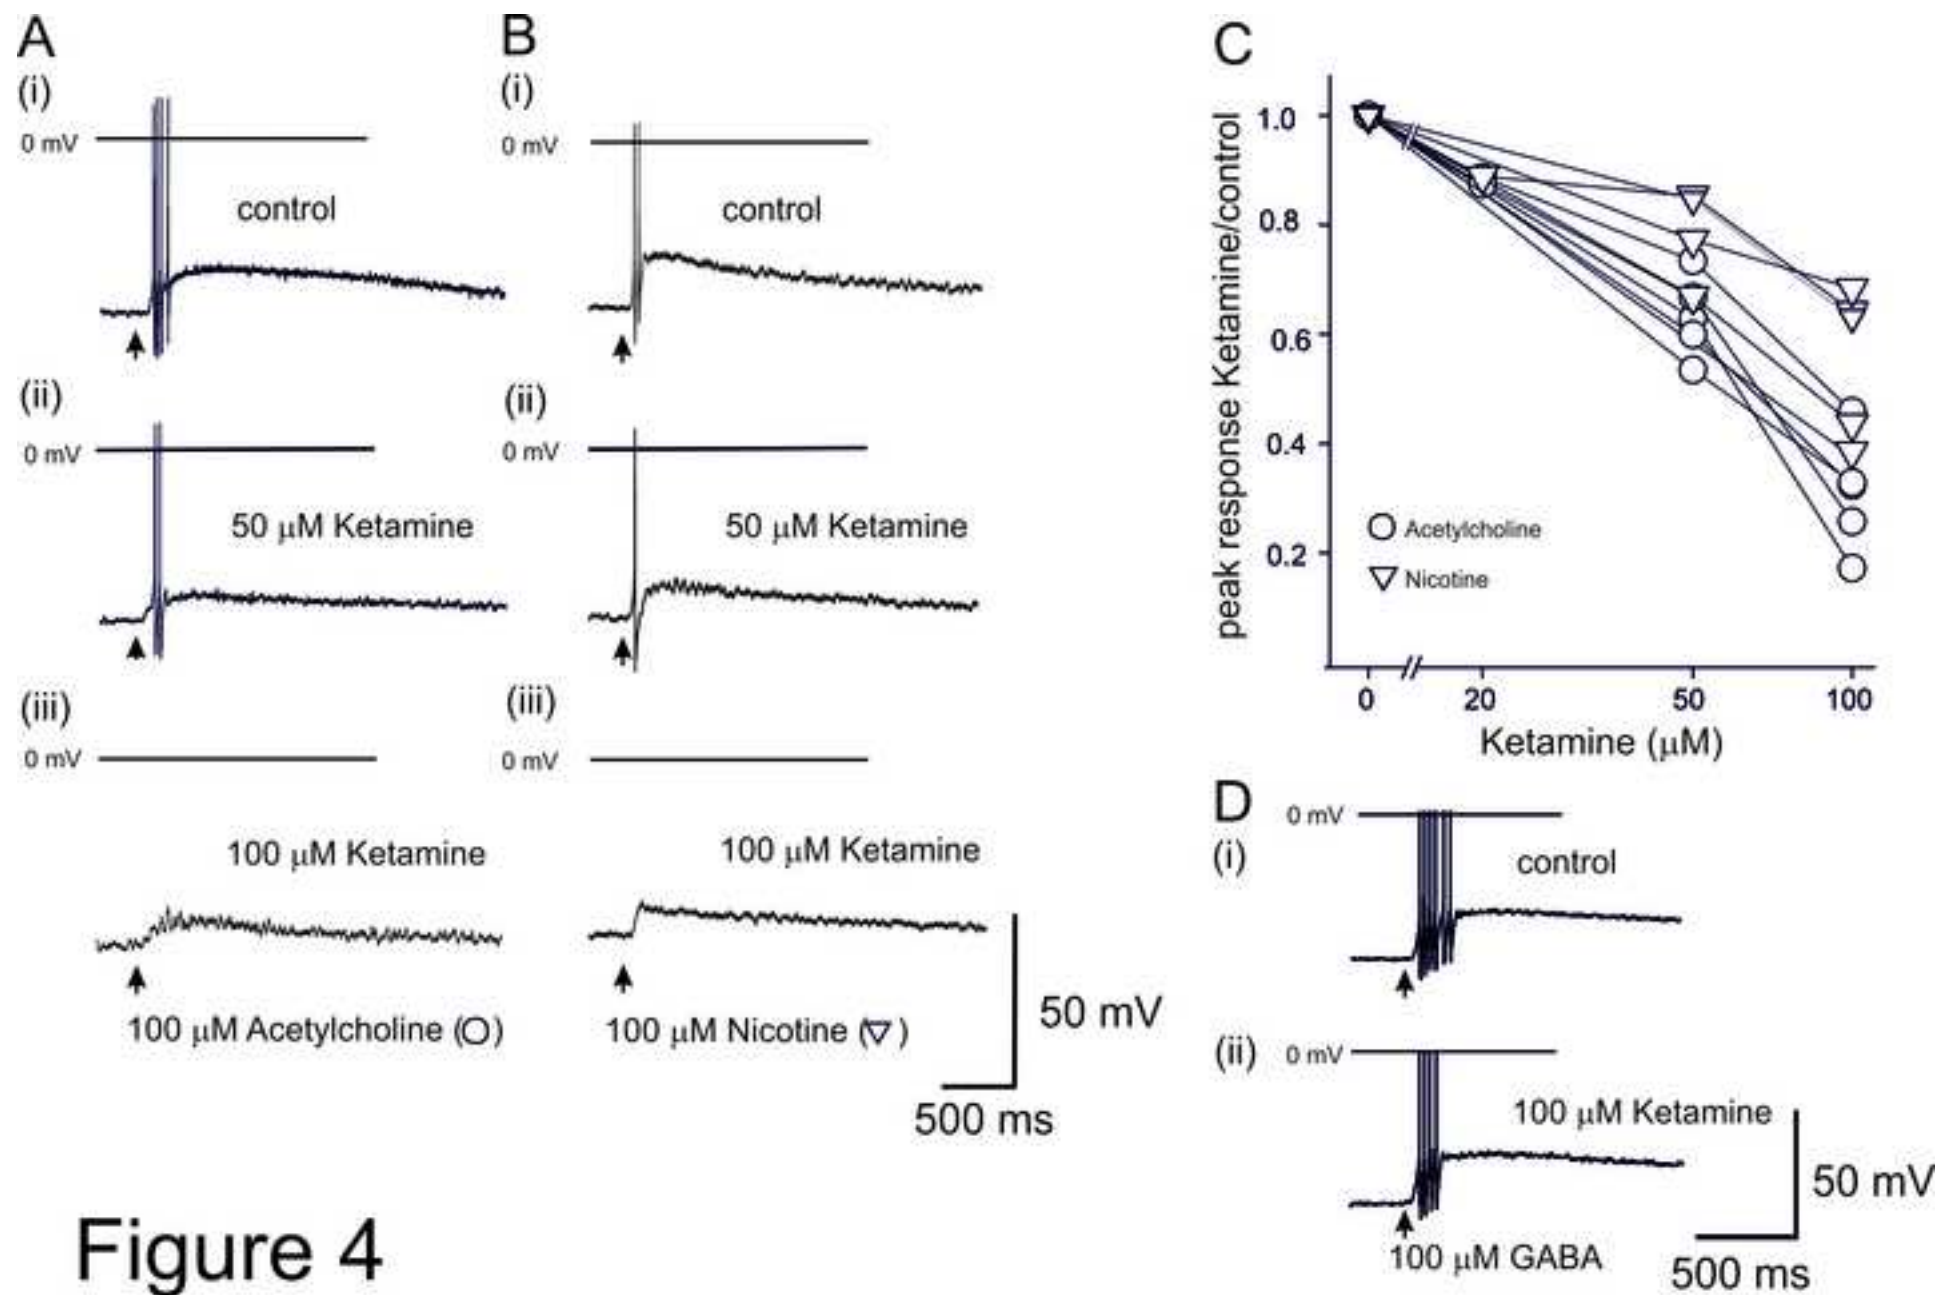 A
(i)
0 mV
control
(ii)
0 mV
50 μM Ketamine
(iii)
0 mV
100 μM Ketamine
100 μM Acetylcholine (○)
B
(i)
0 mV
control
(ii)
0 mV
50 μM Ketamine
(iii)
0 mV
100 μM Ketamine
100 μM Nicotine (▽)
50 mV
500 ms
C
peak response Ketamine/control
1.0
0.8
0.6
0.4
0.2
Acetylcholine
Nicotine
0 20 50 100
Ketamine (μM)
D
0 mV
(i)
control
(ii)
0 mV
100 μM Ketamine
50 mV
100 μM GABA
500 ms
Figure 4